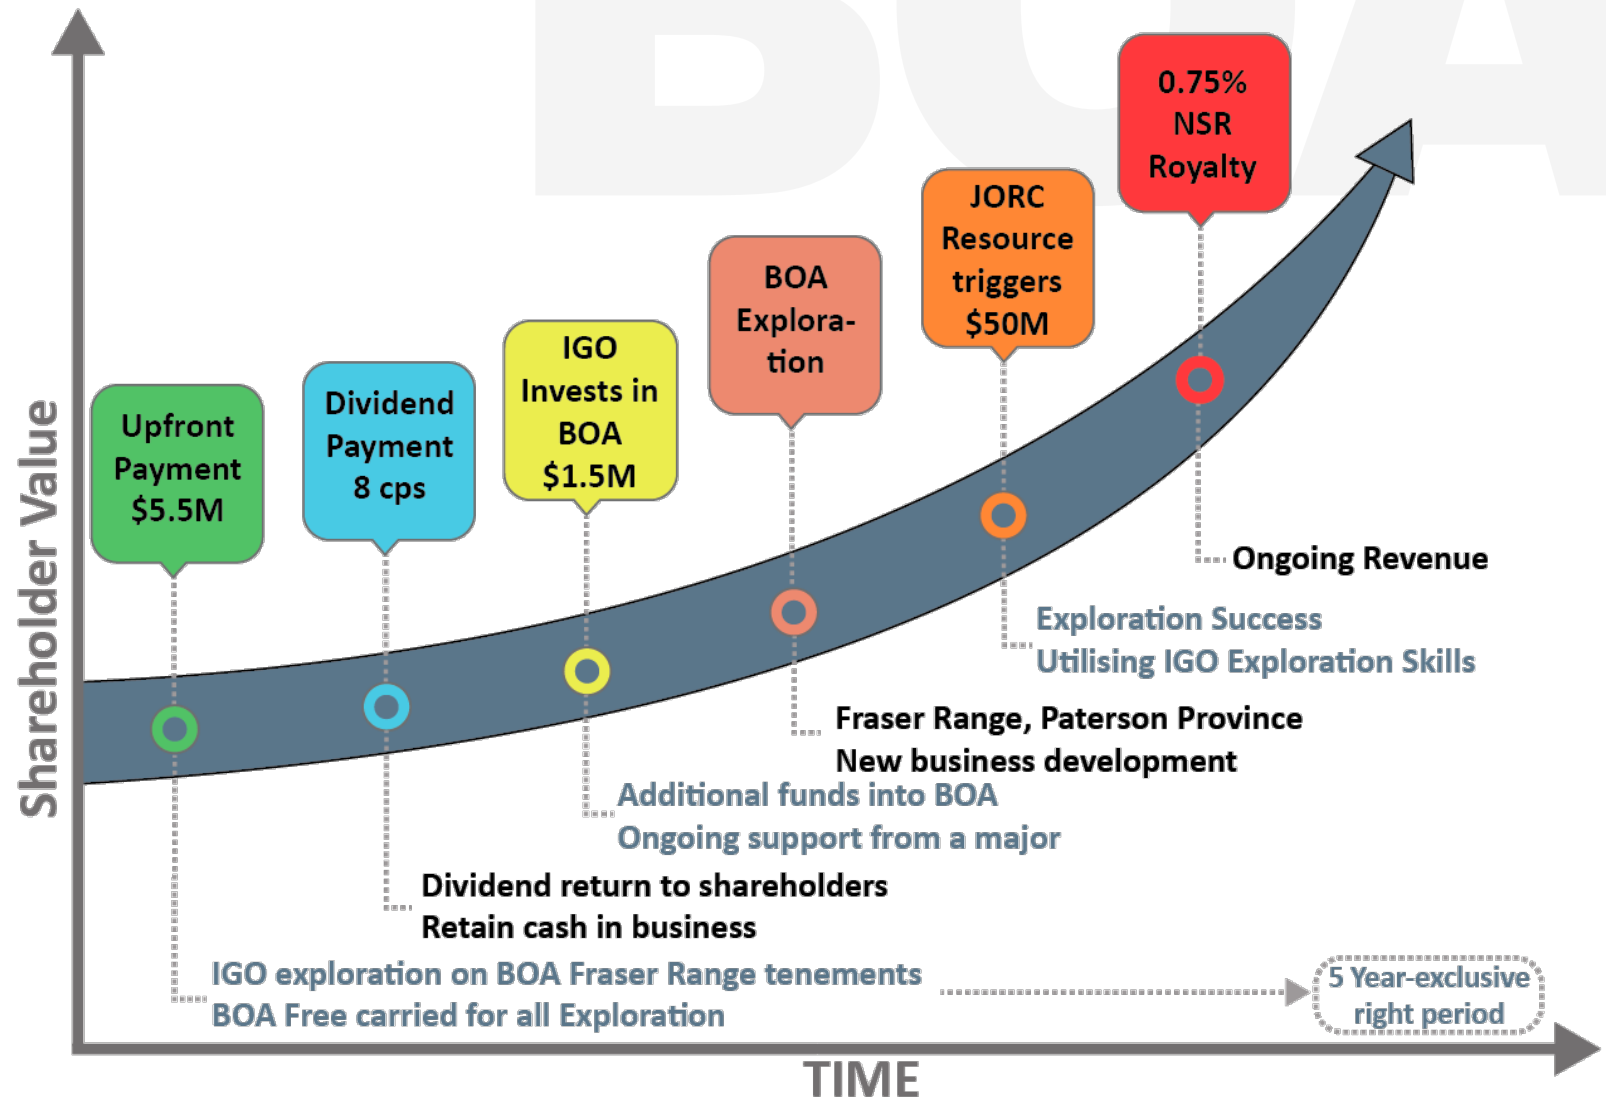 BOA
0.75%
NSR
Royalty
JORC
Resource
triggers
$50M
BOA
Explora-
tion
IGO
Invests in
BOA
$1.5M
Dividend
Payment
8 cps
Upfront
Payment
$5.5M
Shareholder Value
Ongoing Revenue
Exploration Success
Utilising IGO Exploration Skills
Fraser Range, Paterson Province
New business development
Additional funds into BOA
Ongoing support from a major
Dividend return to shareholders
Retain cash in business
IGO exploration on BOA Fraser Range tenements
BOA Free carried for all Exploration
5 Year-exclusive
right period
TIME